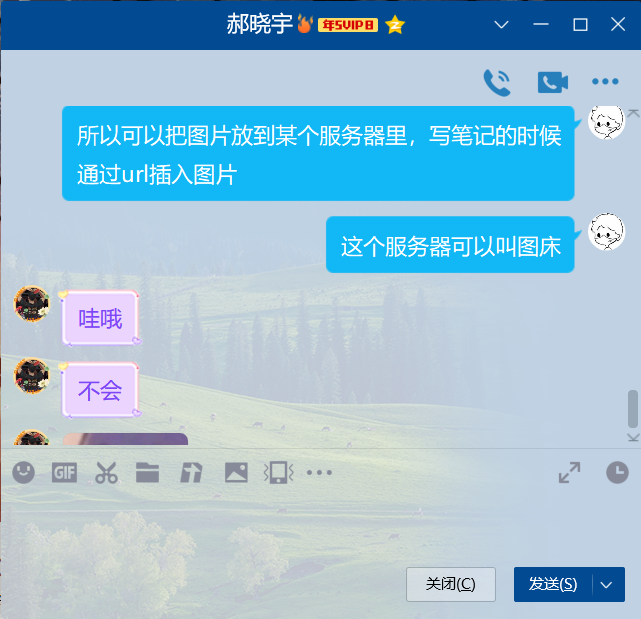 郝晓宇
年SVIP8
所以可以把图片放到某个服务器里，写笔记的时候
通过url插入图片
这个服务器可以叫图床
哇哦
不会
GIF
关闭(C)
发送(S)